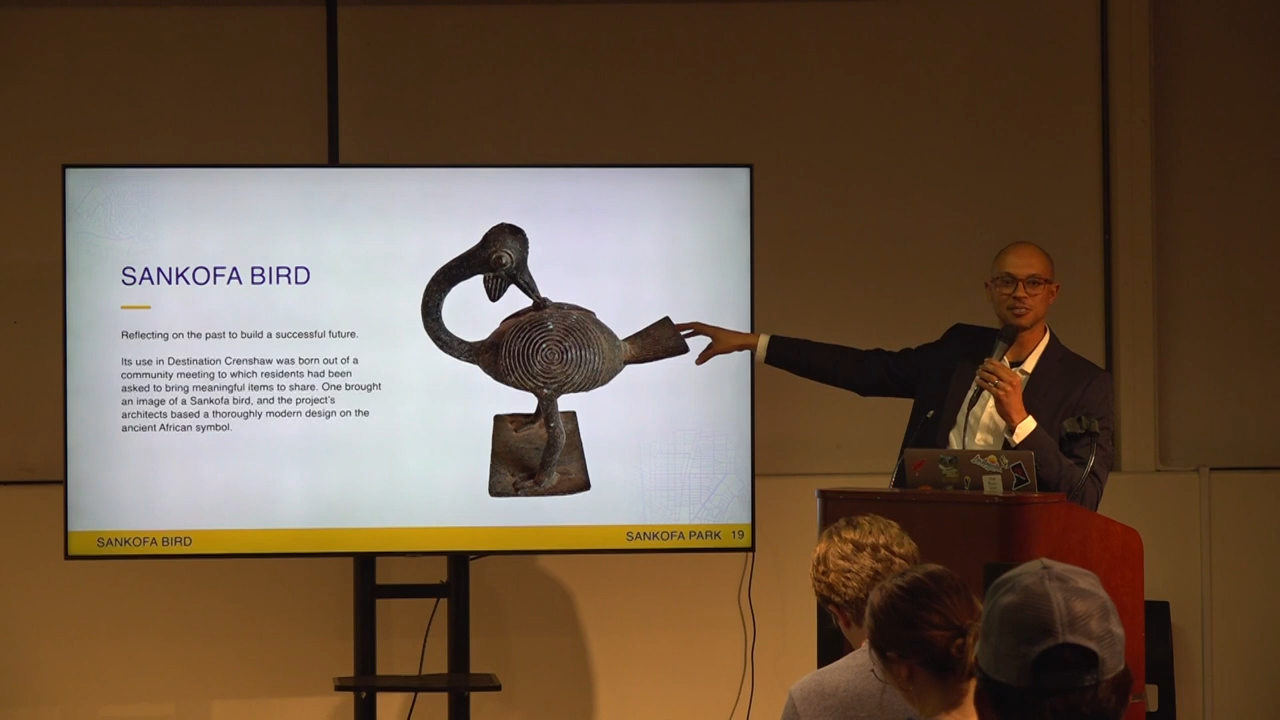 SANKOFA BIRD
Reflecting on the past to build a successful future.
Its use in Destination Crenshaw was born out of a
community meeting to which residents had been
asked to bring meaningful items to share. One brought
an image of a Sankofa bird, and the project's
architects based a thoroughly modern design on the
ancient African symbol.
SANKOFA BIRD
SANKOFA PARK 19